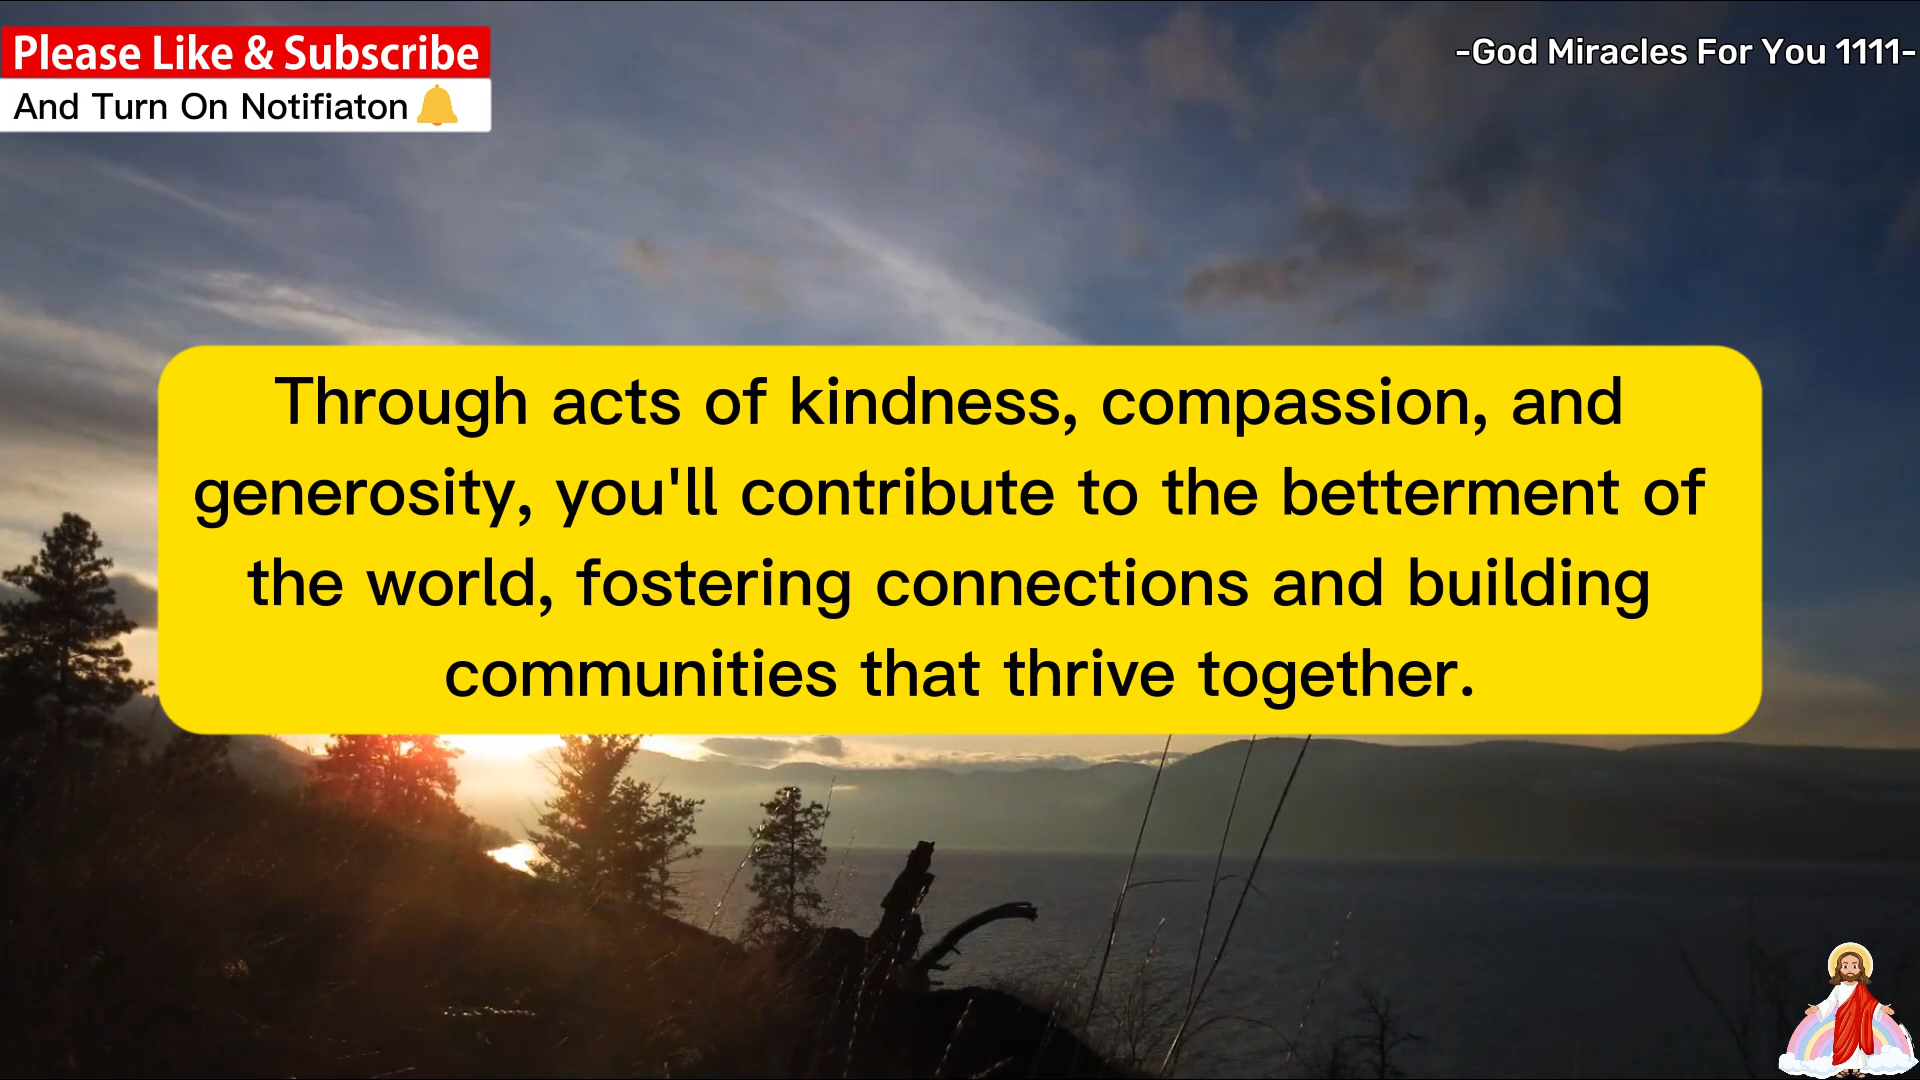 Please Like & Subscribe
And Turn On Notifiaton
-God Miracles For You 1111-
Through acts of kindness, compassion, and
generosity, you'll contribute to the betterment of
the world, fostering connections and building
communities that thrive together.